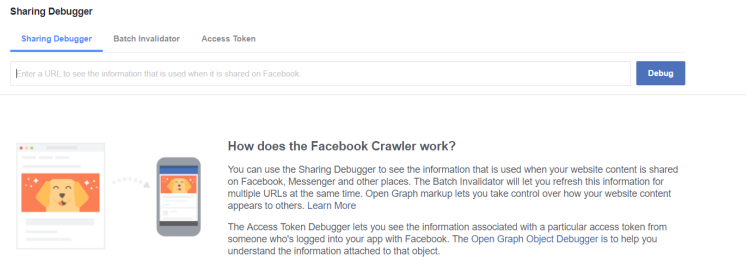 Sharing Debugger
Sharing Debugger Batch Invalidator Access Token
Enter a URL to see the information that is used when it is shared on Facebook. Debug
How does the Facebook Crawler work?
You can use the Sharing Debugger to see the information that is used when your website content is shared
on Facebook, Messenger and other places. The Batch Invalidator will let you refresh this information for
multiple URLs at the same time. Open Graph markup lets you take control over how your website content
appears to others. Learn More
The Access Token Debugger lets you see the information associated with a particular access token from
someone who's logged into your app with Facebook. The Open Graph Object Debugger is to help you
understand the information attached to that object.